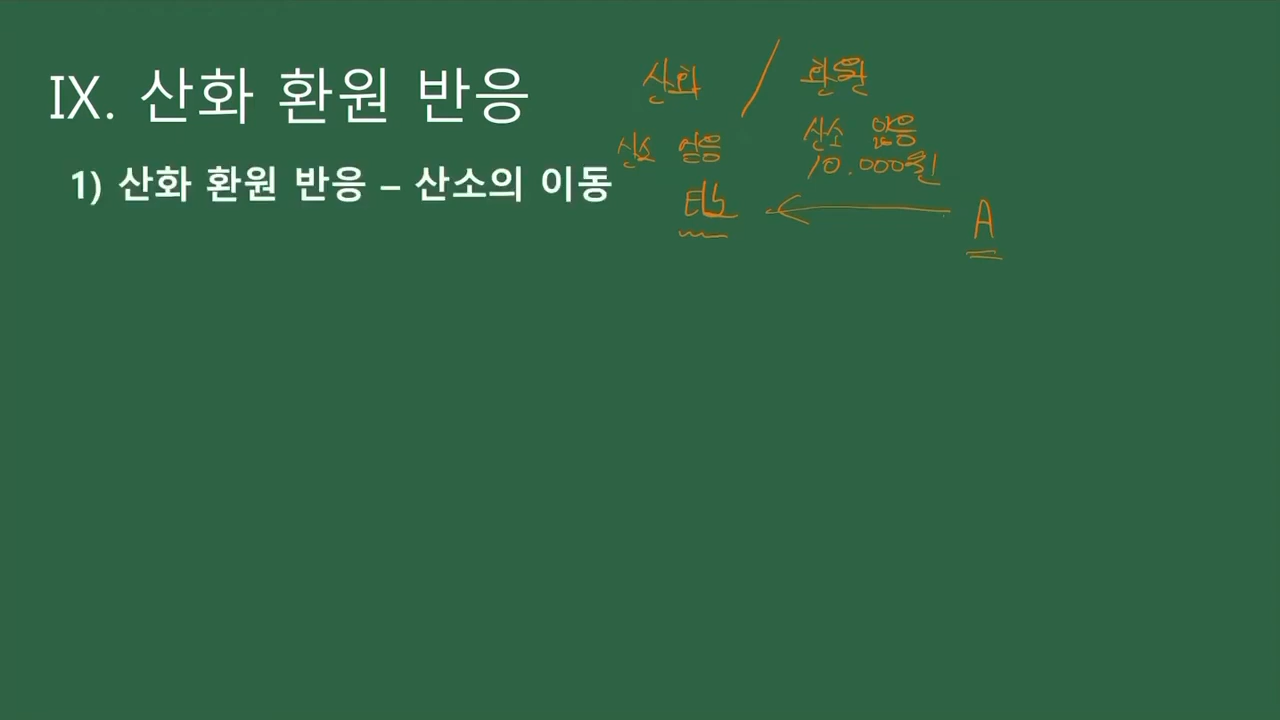 IX. 산화 환원 반응
1) 산화 환원 반응 – 산소의 이동
산화 / 환원
산소 얻음
산소 잃음
10,000원
A